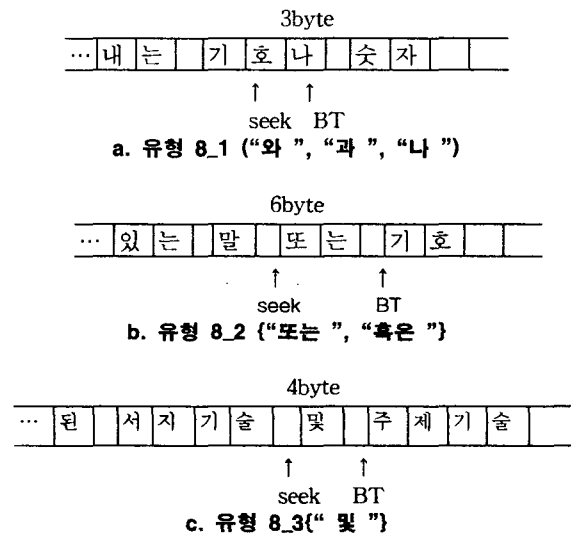 3byte
… 내 는 기 호 나 숫 자
↑ ↑
seek BT
a. 유형 8_1 (“와 ”, “과 ”, “나 ”)
6byte
… 있 는 말 또 는 기 호
↑ ↑
seek BT
b. 유형 8_2 {“또는 ”, “혹은 ”}
4byte
… 된 서 지 기 술 및 주 제 기 술
↑ ↑
seek BT
c. 유형 8_3{“ 및 ”}